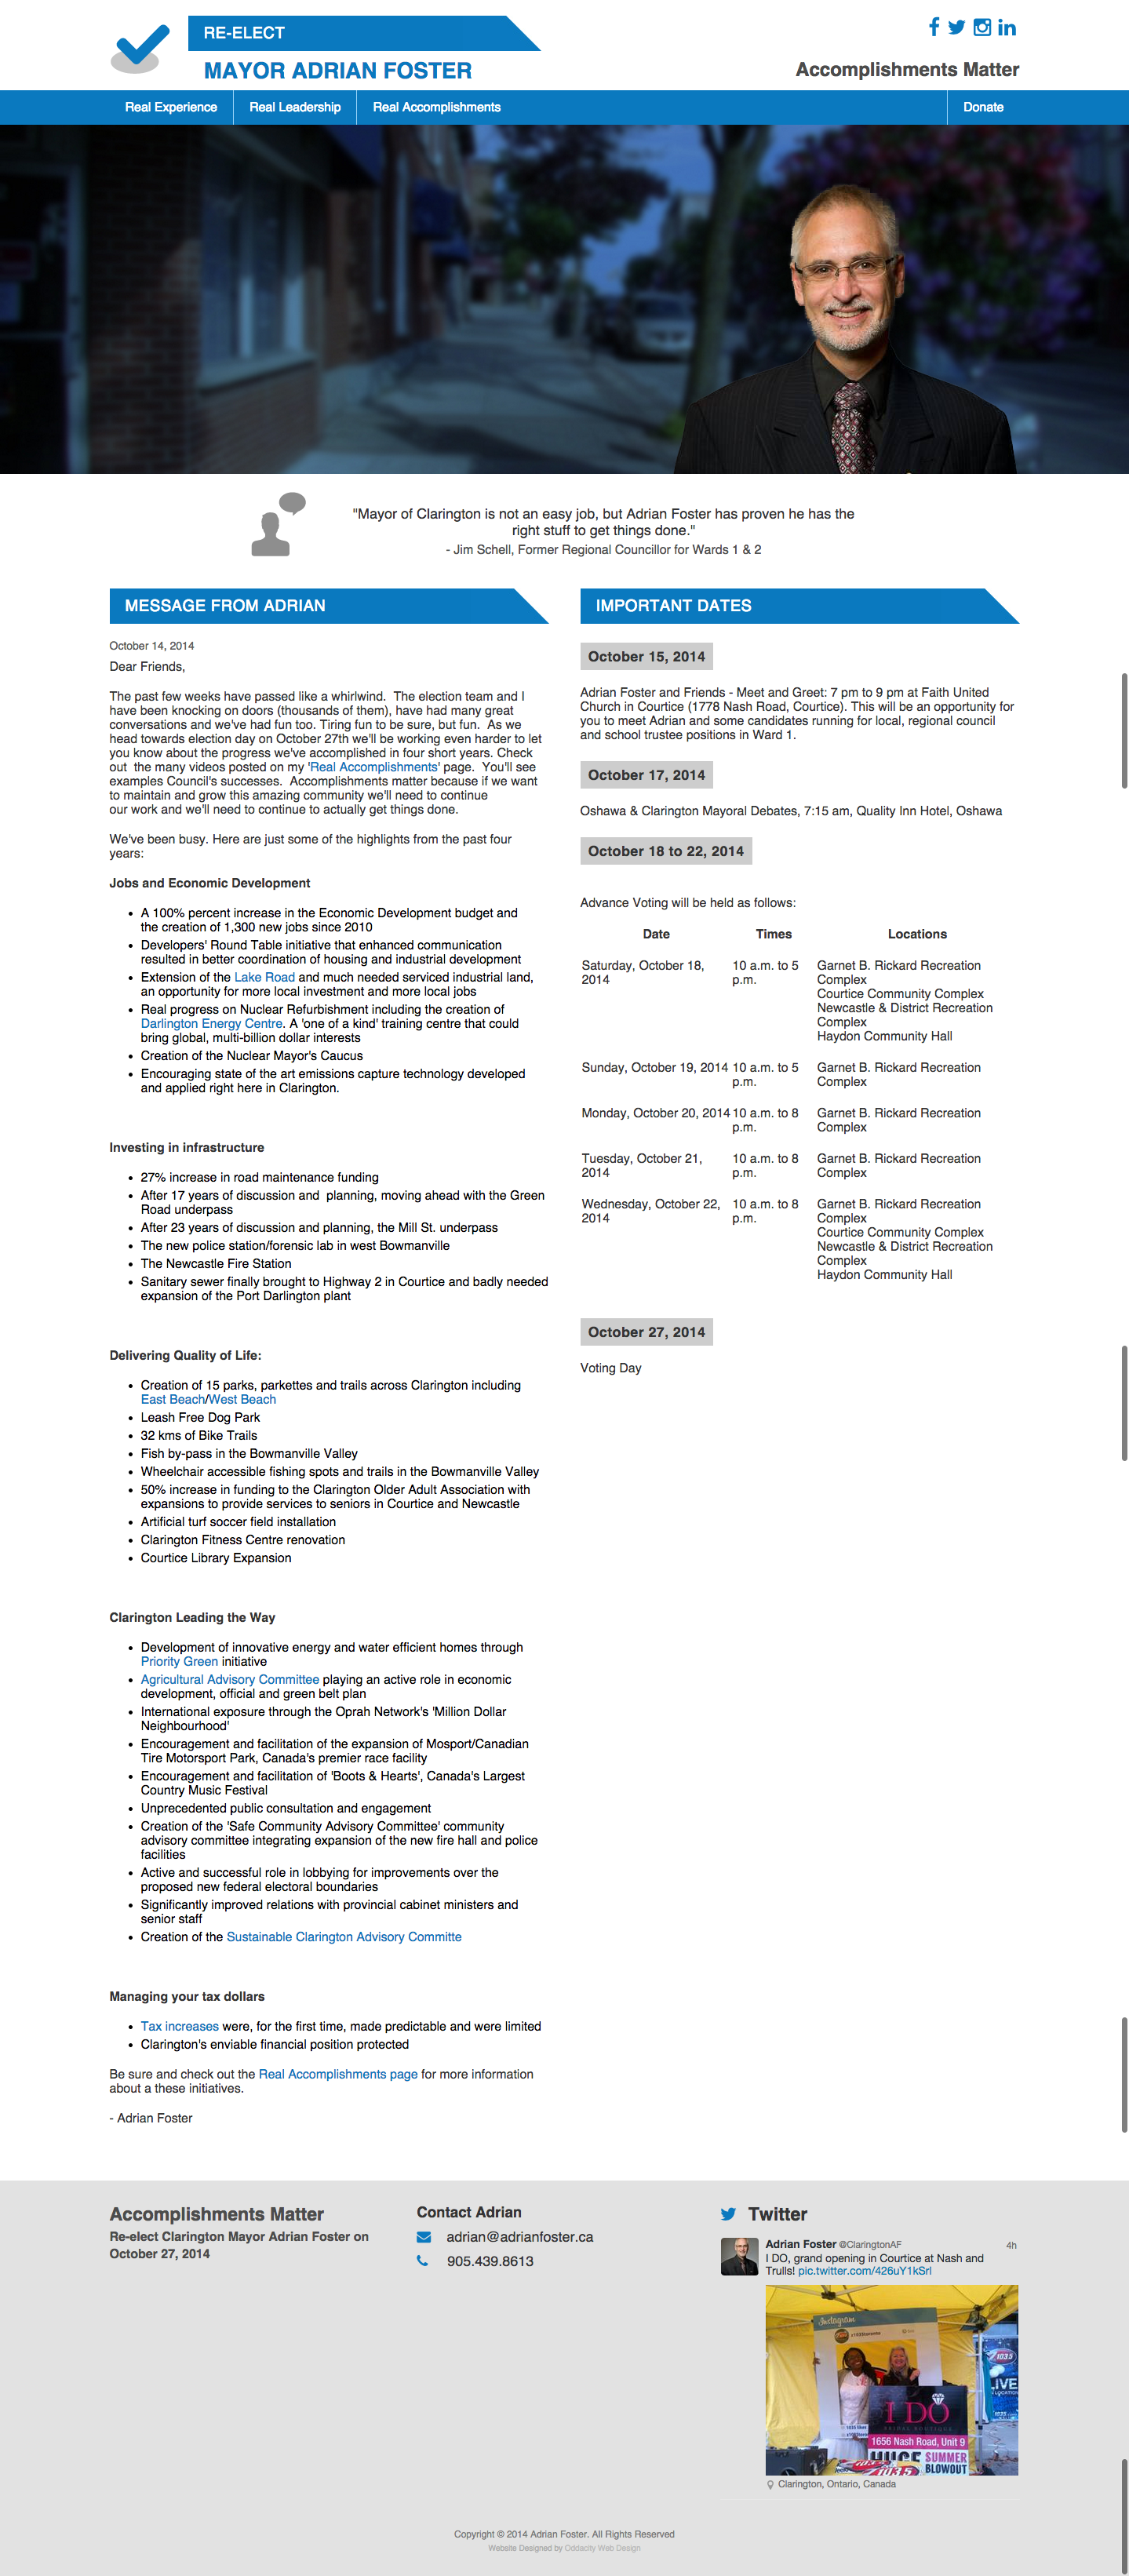 RE-ELECT
MAYOR ADRIAN FOSTER
Accomplishments Matter
Real Experience
Real Leadership
Real Accomplishments
Donate
"Mayor of Clarington is not an easy job, but Adrian Foster has proven he has the
right stuff to get things done."
- Jim Schell, Former Regional Councillor for Wards 1 & 2
MESSAGE FROM ADRIAN
October 14, 2014
Dear Friends,
The past few weeks have passed like a whirlwind.  The election team and I
have been knocking on doors (thousands of them), have had many great
conversations and we've had fun too. Tiring fun to be sure, but fun.  As we
head towards election day on October 27th we'll be working even harder to let
you know about the progress we've accomplished in four short years. Check
out  the many videos posted on my 'Real Accomplishments' page.  You'll see
examples Council's successes.  Accomplishments matter because if we want
to maintain and grow this amazing community we'll need to continue
our work and we'll need to continue to actually get things done.
We've been busy. Here are just some of the highlights from the past four
years:
Jobs and Economic Development
• A 100% percent increase in the Economic Development budget and
the creation of 1,300 new jobs since 2010
• Developers' Round Table initiative that enhanced communication
resulted in better coordination of housing and industrial development
• Extension of the Lake Road and much needed serviced industrial land,
an opportunity for more local investment and more local jobs
• Real progress on Nuclear Refurbishment including the creation of
Darlington Energy Centre. A 'one of a kind' training centre that could
bring global, multi-billion dollar interests
• Creation of the Nuclear Mayor's Caucus
• Encouraging state of the art emissions capture technology developed
and applied right here in Clarington.
Investing in infrastructure
• 27% increase in road maintenance funding
• After 17 years of discussion and  planning, moving ahead with the Green
Road underpass
• After 23 years of discussion and planning, the Mill St. underpass
• The new police station/forensic lab in west Bowmanville
• The Newcastle Fire Station
• Sanitary sewer finally brought to Highway 2 in Courtice and badly needed
expansion of the Port Darlington plant
Delivering Quality of Life:
• Creation of 15 parks, parkettes and trails across Clarington including
East Beach/West Beach
• Leash Free Dog Park
• 32 kms of Bike Trails
• Fish by-pass in the Bowmanville Valley
• Wheelchair accessible fishing spots and trails in the Bowmanville Valley
• 50% increase in funding to the Clarington Older Adult Association with
expansions to provide services to seniors in Courtice and Newcastle
• Artificial turf soccer field installation
• Clarington Fitness Centre renovation
• Courtice Library Expansion
Clarington Leading the Way
• Development of innovative energy and water efficient homes through
Priority Green initiative
• Agricultural Advisory Committee playing an active role in economic
development, official and green belt plan
• International exposure through the Oprah Network's 'Million Dollar
Neighbourhood'
• Encouragement and facilitation of the expansion of Mosport/Canadian
Tire Motorsport Park, Canada's premier race facility
• Encouragement and facilitation of 'Boots & Hearts', Canada's Largest
Country Music Festival
• Unprecedented public consultation and engagement
• Creation of the 'Safe Community Advisory Committee' community
advisory committee integrating expansion of the new fire hall and police
facilities
• Active and successful role in lobbying for improvements over the
proposed new federal electoral boundaries
• Significantly improved relations with provincial cabinet ministers and
senior staff
• Creation of the Sustainable Clarington Advisory Committe
Managing your tax dollars
• Tax increases were, for the first time, made predictable and were limited
• Clarington's enviable financial position protected
Be sure and check out the Real Accomplishments page for more information
about a these initiatives.
- Adrian Foster
IMPORTANT DATES
October 15, 2014
Adrian Foster and Friends - Meet and Greet: 7 pm to 9 pm at Faith United
Church in Courtice (1778 Nash Road, Courtice). This will be an opportunity for
you to meet Adrian and some candidates running for local, regional council
and school trustee positions in Ward 1.
October 17, 2014
Oshawa & Clarington Mayoral Debates, 7:15 am, Quality Inn Hotel, Oshawa
October 18 to 22, 2014
Advance Voting will be held as follows:
Date Times Locations
Saturday, October 18, 10 a.m. to 5 Garnet B. Rickard Recreation
2014 p.m. Complex
Courtice Community Complex
Newcastle & District Recreation
Complex
Haydon Community Hall
Sunday, October 19, 2014 10 a.m. to 5 Garnet B. Rickard Recreation
p.m. Complex
Monday, October 20, 2014 10 a.m. to 8 Garnet B. Rickard Recreation
p.m. Complex
Tuesday, October 21, 10 a.m. to 8 Garnet B. Rickard Recreation
2014 p.m. Complex
Wednesday, October 22, 10 a.m. to 8 Garnet B. Rickard Recreation
2014 p.m. Complex
Courtice Community Complex
Newcastle & District Recreation
Complex
Haydon Community Hall
October 27, 2014
Voting Day
Accomplishments Matter
Re-elect Clarington Mayor Adrian Foster on
October 27, 2014
Contact Adrian
adrian@adrianfoster.ca
905.439.8613
Twitter
Adrian Foster @ClaringtonAF 4h
I DO, grand opening in Courtice at Nash and
Trulls! pic.twitter.com/426uY1kSrl
Instagram
I DO
1656 Nash Road, Unit 9
HUGE SUMMER
BLOWOUT
103.5
Clarington, Ontario, Canada
Copyright © 2014 Adrian Foster. All Rights Reserved
Website Designed by Oddacity Web Design